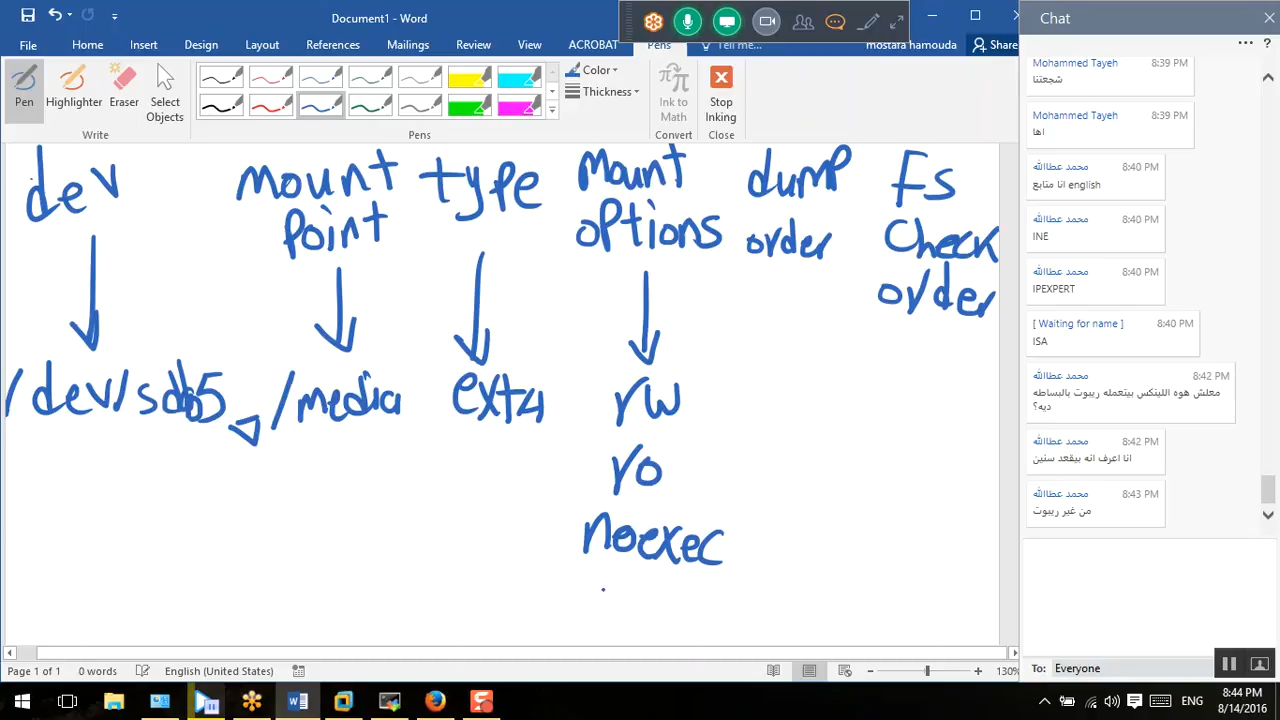 Document1 - Word
mostafa hamouda
File
Home
Insert
Design
Layout
References
Mailings
Review
View
ACROBAT
Pens
Tell me...
Share
Pen
Highlighter
Eraser
Select
Objects
Write
Pens
Color
Thickness
Ink to
Math
Convert
Stop
Inking
Close
dev
mount
point
type
Mount
options
dump
order
Fs
Check
order
/dev/sdb5
/media
ext4
rw
ro
noexec
Chat
Mohammed Tayeh 8:39 PM
شجعتنا
Mohammed Tayeh 8:39 PM
اها
محمد عطاالله 8:40 PM
انا متابع english
محمد عطاالله 8:40 PM
INE
محمد عطاالله 8:40 PM
IPEXPERT
[ Waiting for name ] 8:40 PM
ISA
محمد عطاالله 8:42 PM
معلش هوه اللينكس بيتعمله ريبوت بالبساطه
ديه؟
محمد عطاالله 8:42 PM
انا اعرف انه بيقعد سنين
محمد عطاالله 8:43 PM
من غير ريبوت
To: Everyone
Page 1 of 1
0 words
English (United States)
130%
ENG
8:44 PM
8/14/2016